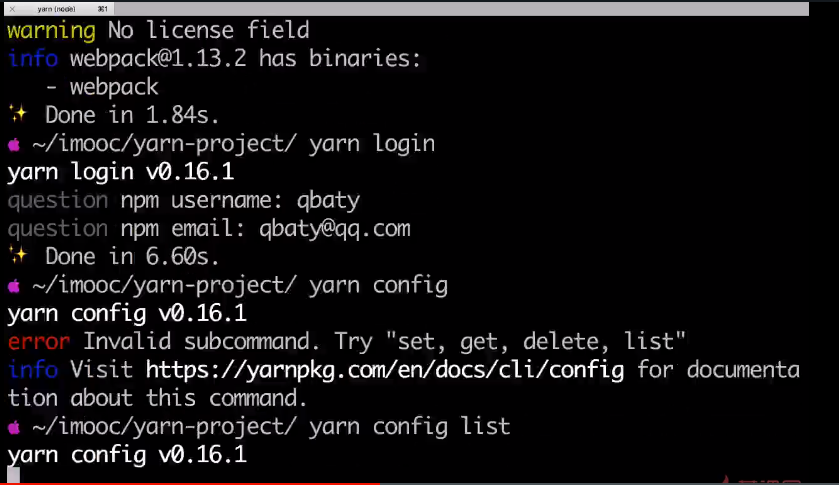 yarn (node) ⌘1
warning No license field
info webpack@1.13.2 has binaries:
- webpack
✨ Done in 1.84s.
~/imooc/yarn-project/ yarn login
yarn login v0.16.1
question npm username: qbaty
question npm email: qbaty@qq.com
✨ Done in 6.60s.
~/imooc/yarn-project/ yarn config
yarn config v0.16.1
error Invalid subcommand. Try "set, get, delete, list"
info Visit https://yarnpkg.com/en/docs/cli/config for documenta
tion about this command.
~/imooc/yarn-project/ yarn config list
yarn config v0.16.1